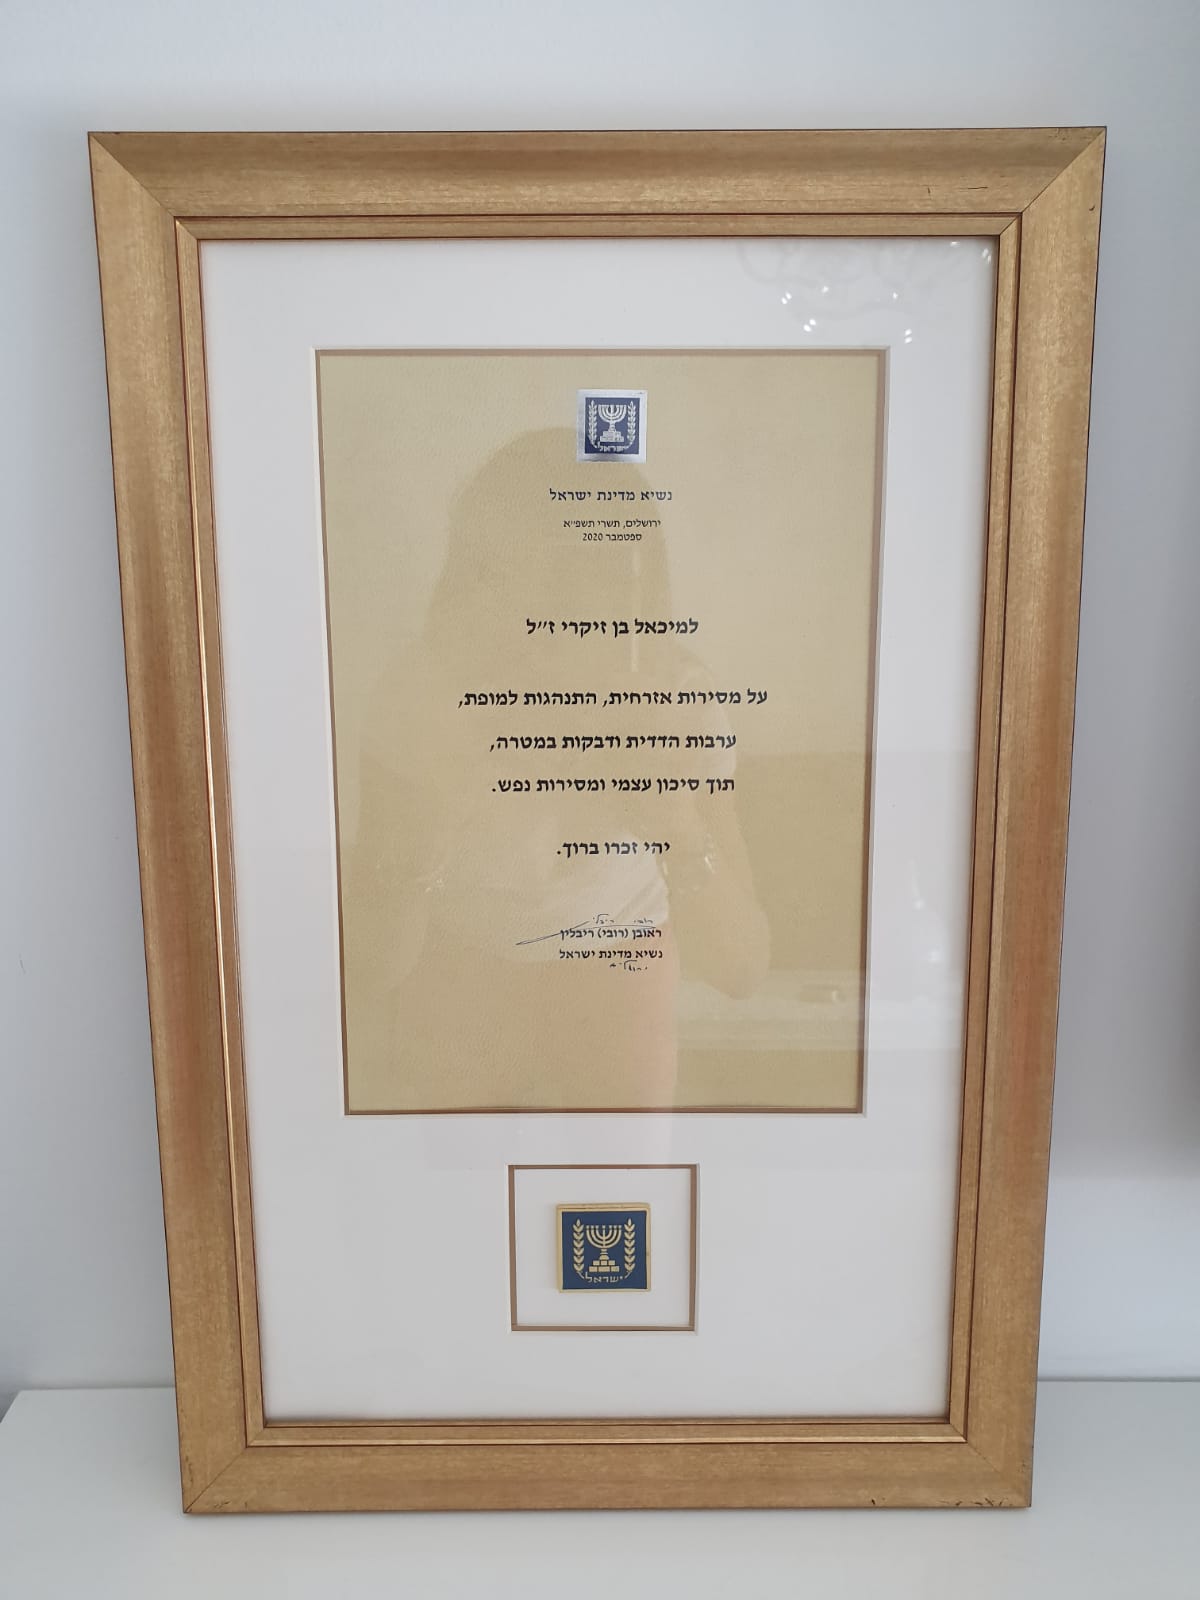 ישראל
נשיא מדינת ישראל
ירושלים, תשרי תשפ״א
ספטמבר 2020
למיכאל בן זיקרי ז״ל
על מסירות אזרחית, התנהגות למופת,
ערבות הדדית ודבקות במטרה,
תוך סיכון עצמי ומסירות נפש.
יהי זכרו ברוך.
ראובן (רובי) ריבלין
נשיא מדינת ישראל
ישראל